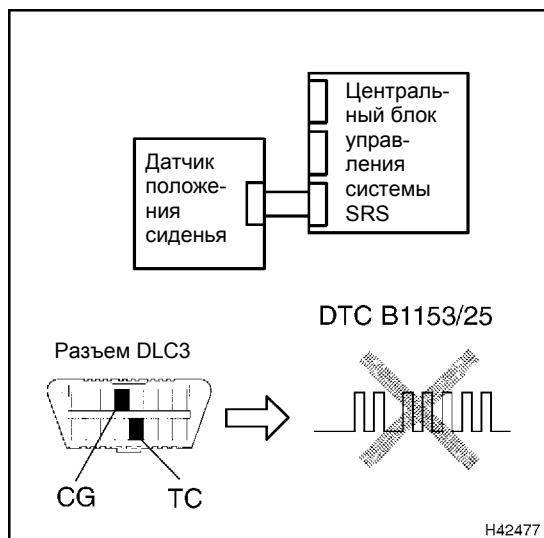 Централь-
ный блок
управ-
ления
системы
SRS
Датчик
положе-
ния
сиденья
DTC B1153/25
Разъем DLC3
CG
TC
H42477